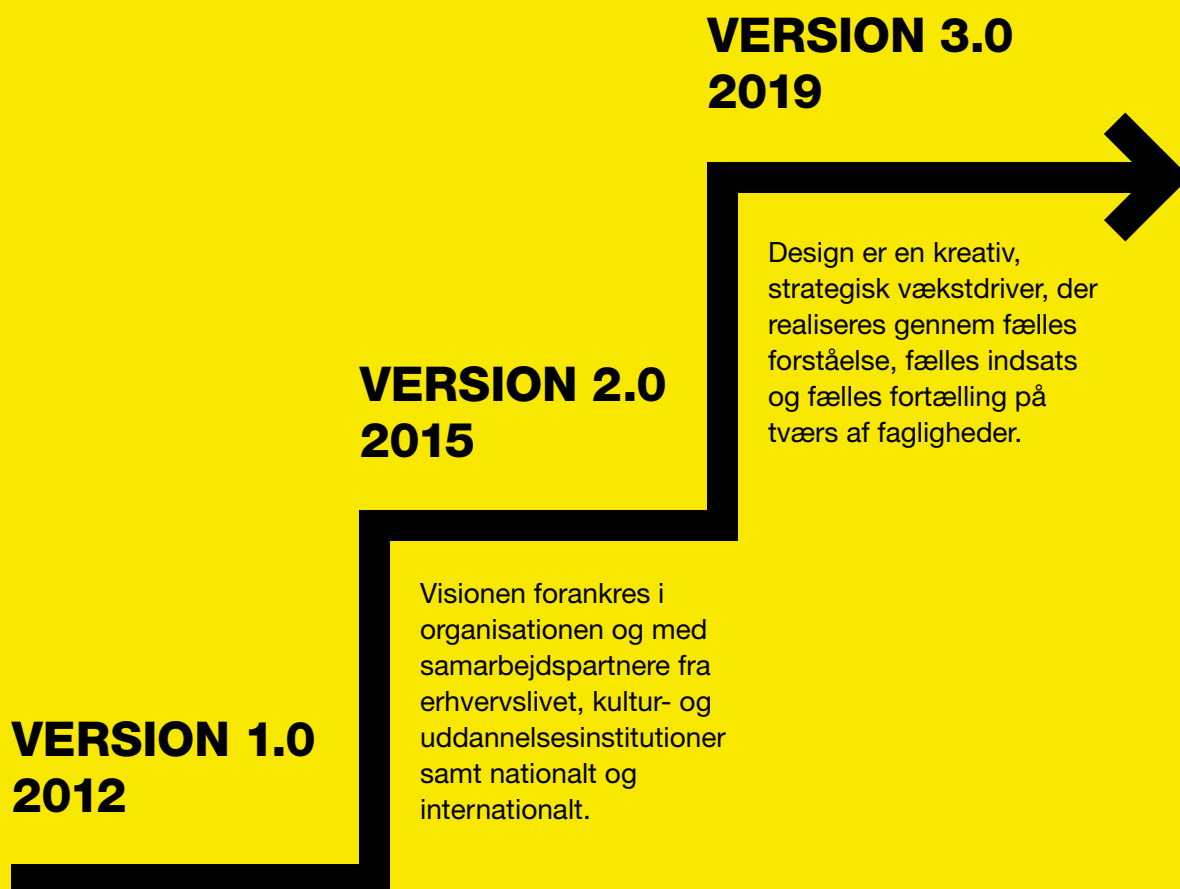 VERSION 3.0
2019
Design er en kreativ,
strategisk vækstdriver, der
realiseres gennem fælles
forståelse, fælles indsats
og fælles fortælling på
tværs af fagligheder.
VERSION 2.0
2015
Visionen forankres i
organisationen og med
samarbejdspartnere fra
erhvervslivet, kultur- og
uddannelsesinstitutioner
samt nationalt og
internationalt.
VERSION 1.0
2012